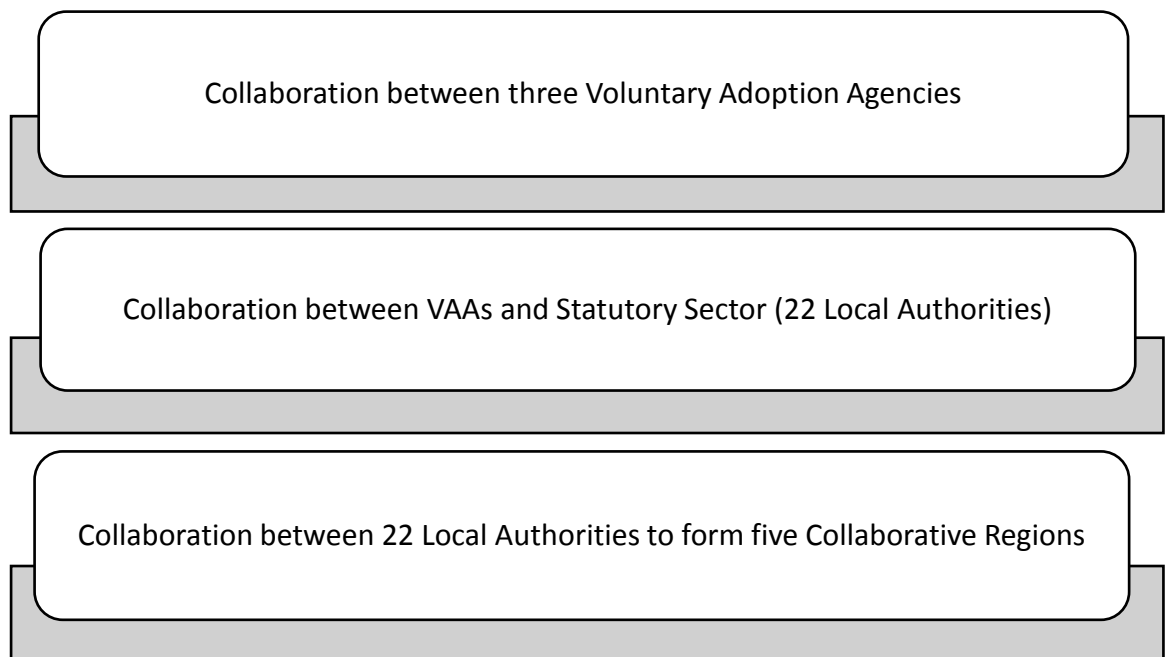 Collaboration between three Voluntary Adoption Agencies
Collaboration between VAAs and Statutory Sector (22 Local Authorities)
Collaboration between 22 Local Authorities to form five Collaborative Regions